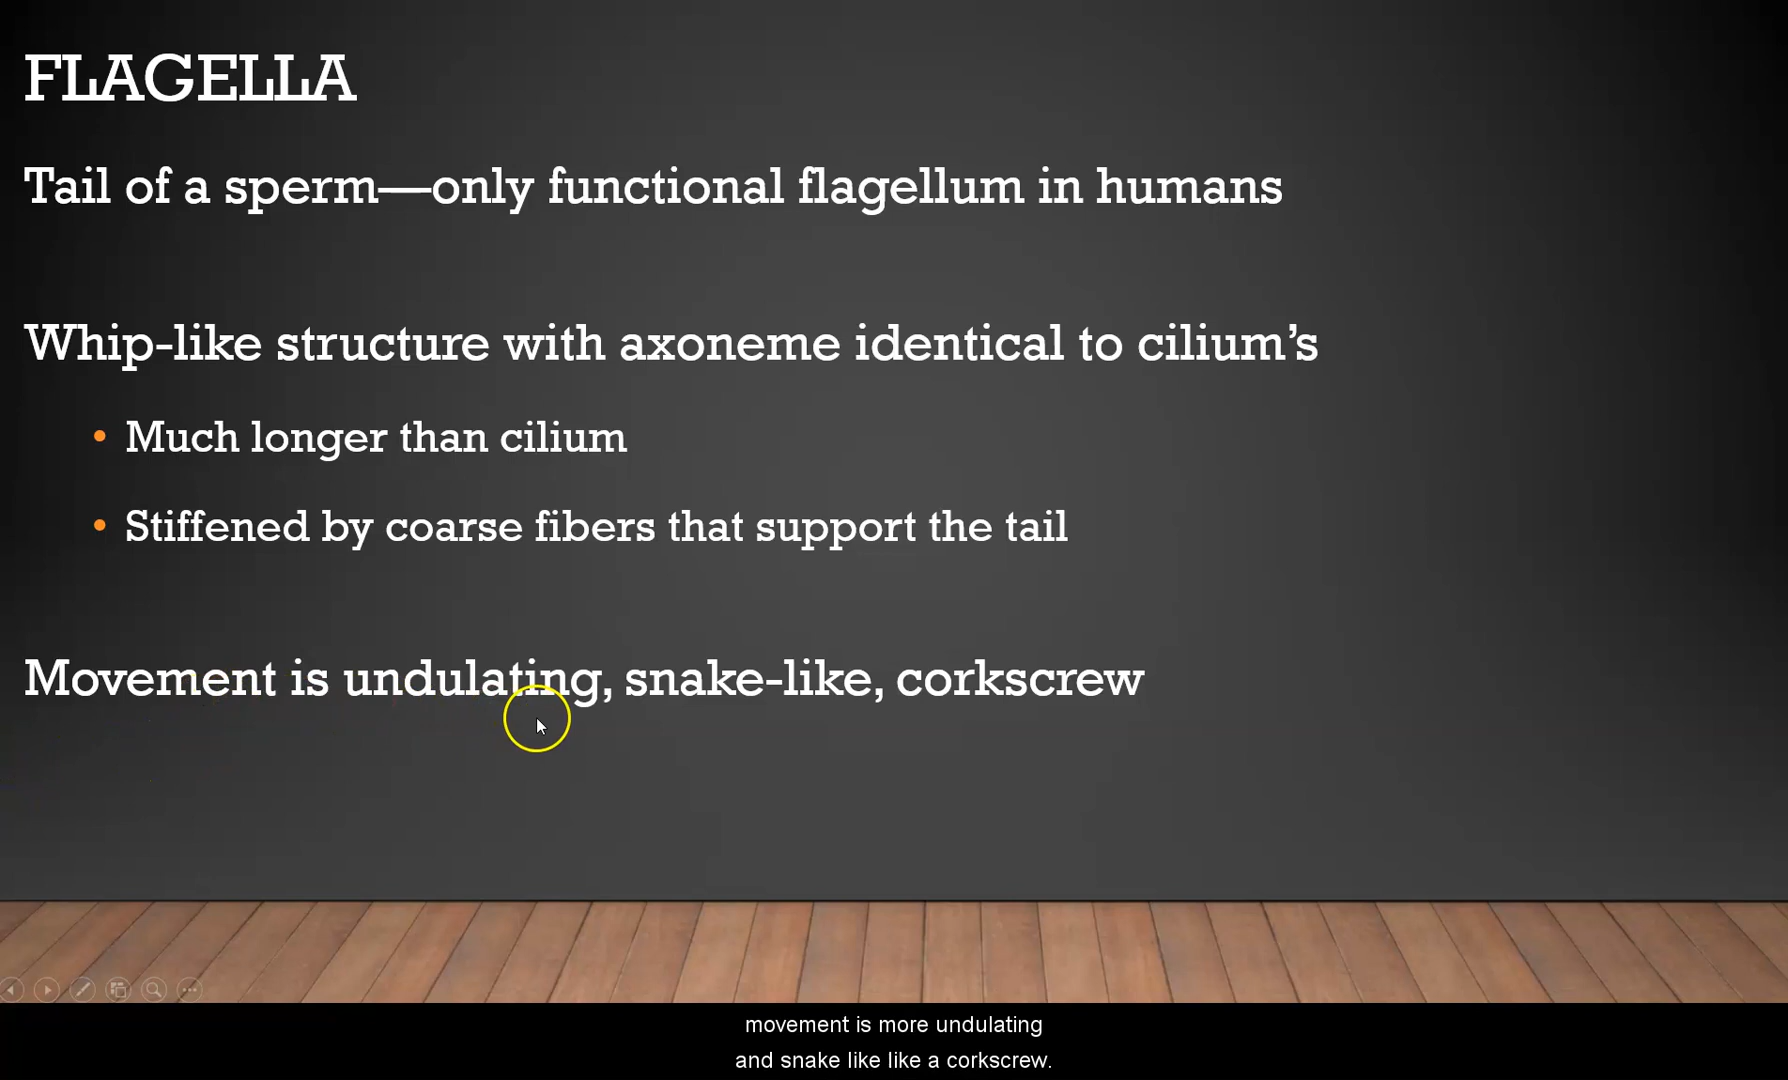 FLAGELLA
Tail of a sperm—only functional flagellum in humans
Whip-like structure with axoneme identical to cilium’s
• Much longer than cilium
• Stiffened by coarse fibers that support the tail
Movement is undulating, snake-like, corkscrew
movement is more undulating
and snake like like a corkscrew.